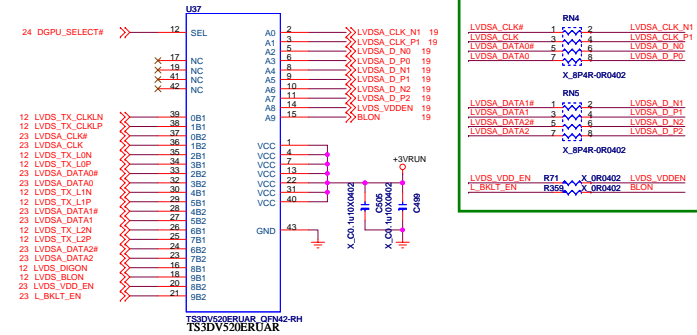 U37
24 DGPU_SELECT# 12 SEL
17 NC
19 NC
41 NC
42 NC
12 LVDS_TX_CLKLN 39 0B1
12 LVDS_TX_CLKLP 38 1B1
23 LVDSA_CLK# 37 0B2
23 LVDSA_CLK 36 1B2
12 LVDS_TX_L0N 35 2B1
12 LVDS_TX_L0P 34 3B1
23 LVDSA_DATA0# 33 2B2
23 LVDSA_DATA0 32 3B2
12 LVDS_TX_L1N 30 4B1
12 LVDS_TX_L1P 29 5B1
23 LVDSA_DATA1# 28 4B2
23 LVDSA_DATA1 27 5B2
12 LVDS_TX_L2N 26 6B1
12 LVDS_TX_L2P 25 7B1
23 LVDSA_DATA2# 24 6B2
23 LVDSA_DATA2 23 7B2
12 LVDS_DIGON 16 8B1
12 LVDS_BLON 18 9B1
23 LVDS_VDD_EN 20 8B2
23 L_BKLT_EN 21 9B2
A0 2 LVDSA_CLK_N1 19
A1 3 LVDSA_CLK_P1 19
A2 5 LVDSA_D_N0 19
A3 6 LVDSA_D_P0 19
A4 8 LVDSA_D_N1 19
A5 9 LVDSA_D_P1 19
A6 10 LVDSA_D_N2 19
A7 11 LVDSA_D_P2 19
A8 14 LVDS_VDDEN 19
A9 15 BLON 19
VCC 1
VCC 4
VCC 7
VCC 13
VCC 22
VCC 31
VCC 40
GND 43
+3VRUN
X_C0.1u10X0402
C505
X_C0.1u10X0402
C499
TS3DV520ERUAR_QFN42-RH
TS3DV520ERUAR
RN4
LVDSA_CLK# 1 2 LVDSA_CLK_N1
LVDSA_CLK 3 4 LVDSA_CLK_P1
LVDSA_DATA0# 5 6 LVDSA_D_N0
LVDSA_DATA0 7 8 LVDSA_D_P0
X_8P4R-0R0402
RN5
LVDSA_DATA1# 1 2 LVDSA_D_N1
LVDSA_DATA1 3 4 LVDSA_D_P1
LVDSA_DATA2# 5 6 LVDSA_D_N2
LVDSA_DATA2 7 8 LVDSA_D_P2
X_8P4R-0R0402
LVDS_VDD_EN R71 X_0R0402 LVDS_VDDEN
L_BKLT_EN R359 X_0R0402 BLON